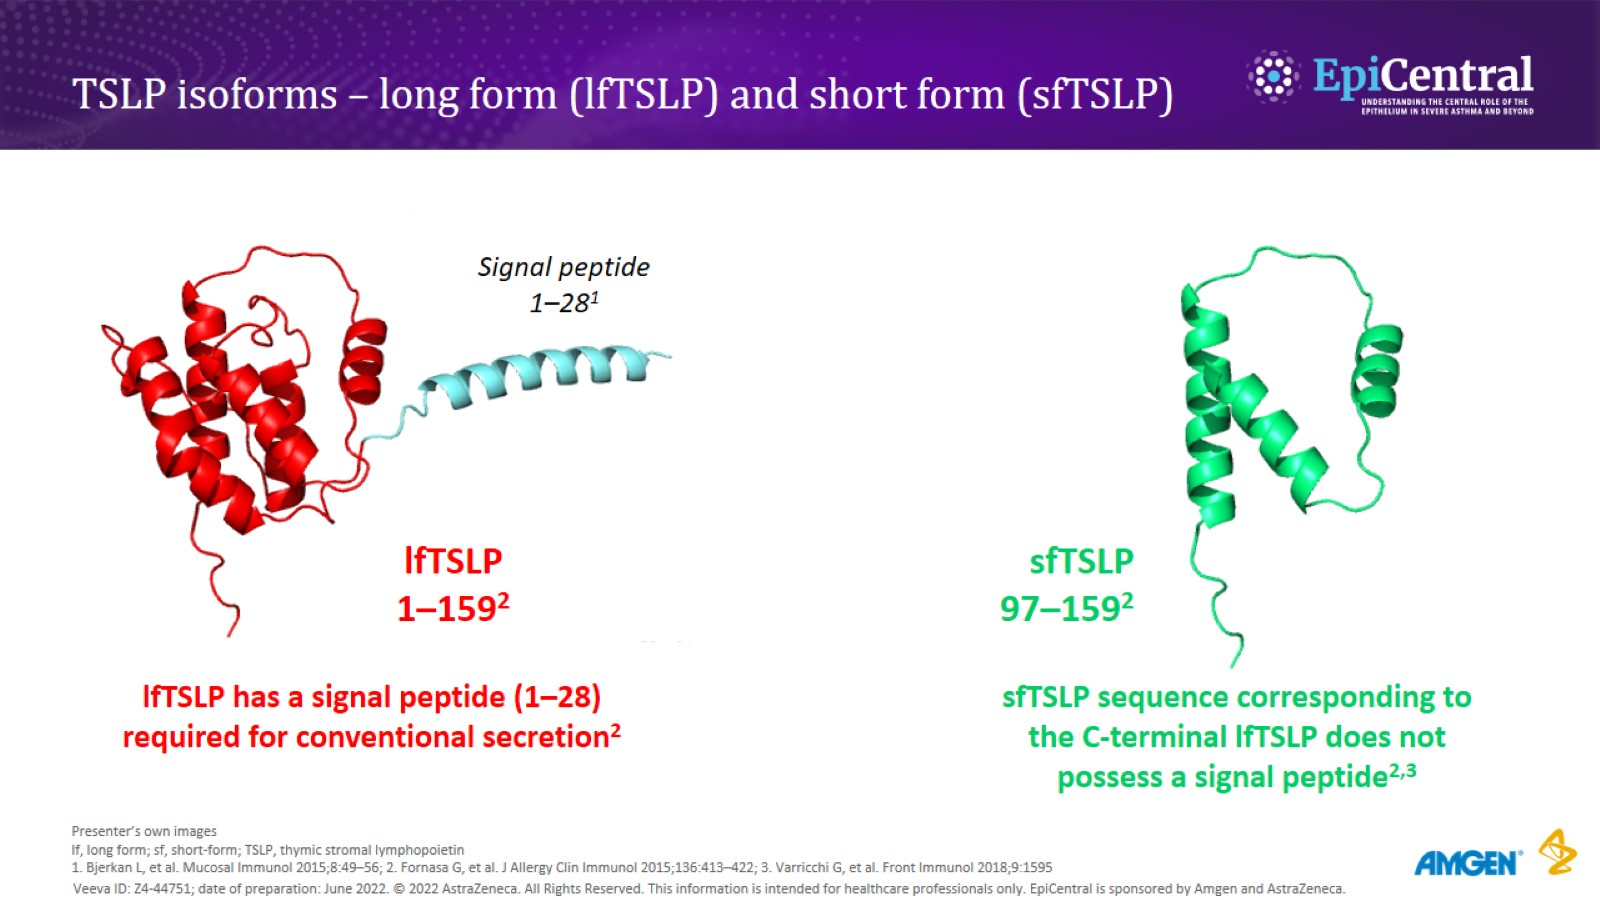 TSLP isoforms – long form (lfTSLP) and short form (sfTSLP)
EpiCentral
UNDERSTANDING THE CENTRAL ROLE OF THE
EPITHELIUM IN SEVERE ASTHMA AND BEYOND
Signal peptide
1–28¹
lfTSLP
1–159²
lfTSLP has a signal peptide (1–28)
required for conventional secretion²
sfTSLP
97–159²
sfTSLP sequence corresponding to
the C-terminal lfTSLP does not
possess a signal peptide²,³
Presenter's own images
lf, long form; sf, short-form; TSLP, thymic stromal lymphopoietin
1. Bjerkan L, et al. Mucosal Immunol 2015;8:49–56; 2. Fornasa G, et al. J Allergy Clin Immunol 2015;136:413–422; 3. Varricchi G, et al. Front Immunol 2018;9:1595
Veeva ID: Z4-44751; date of preparation: June 2022. © 2022 AstraZeneca. All Rights Reserved. This information is intended for healthcare professionals only. EpiCentral is sponsored by Amgen and AstraZeneca.
AMGEN®